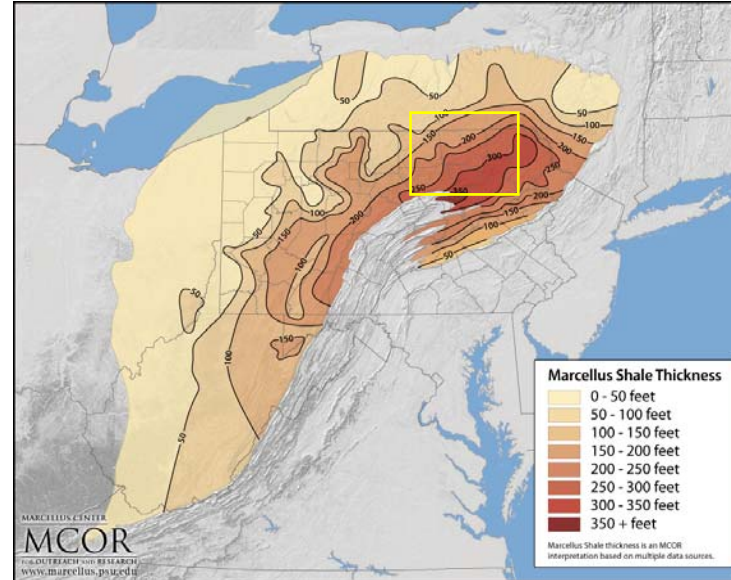 50
50
100
100
150
150
200
200
300
250
250
350
150
100
50
100
50
150
200
100
50
150
100
50
Marcellus Shale Thickness
0 - 50 feet
50 - 100 feet
100 - 150 feet
150 - 200 feet
200 - 250 feet
250 - 300 feet
300 - 350 feet
350 + feet
Marcellus Shale thickness is an MCOR
interpretation based on multiple data sources.
MARCELLUS CENTER
MCOR
FOR OUTREACH AND RESEARCH
www.marcellus.psu.edu